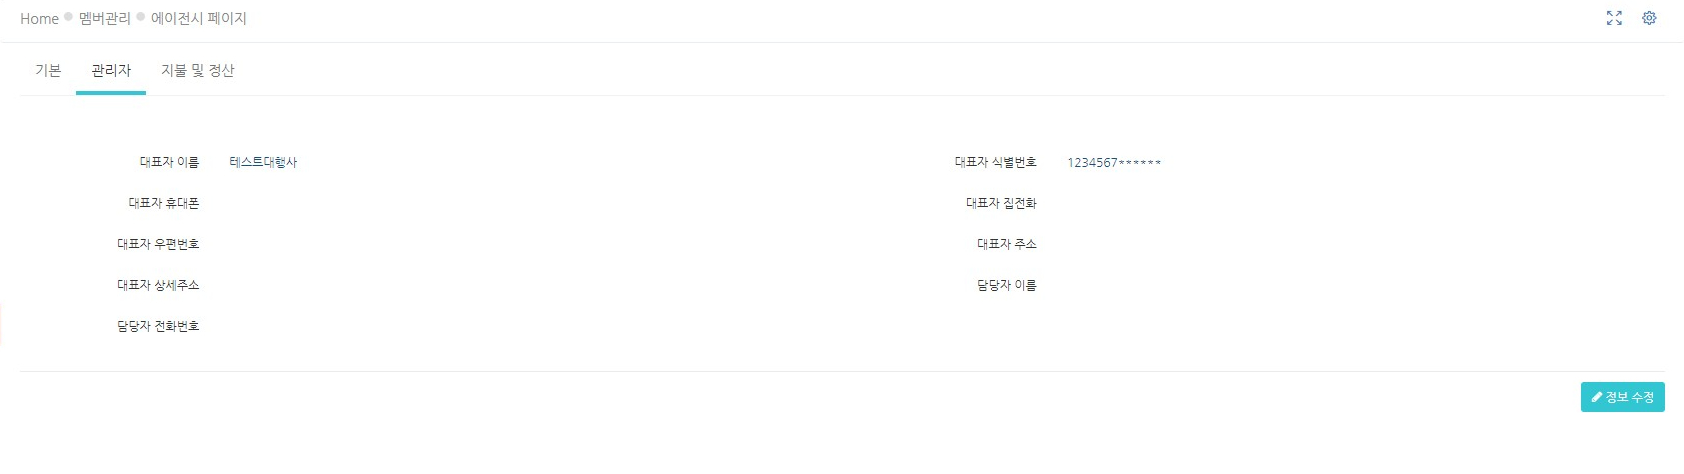 Home 멤버관리 에이전시 페이지
기본 관리자 지불 및 정산
대표자 이름 테스트대행사 대표자 식별번호 1234567******
대표자 휴대폰 대표자 집전화
대표자 우편번호 대표자 주소
대표자 상세주소 담당자 이름
담당자 전화번호
정보 수정